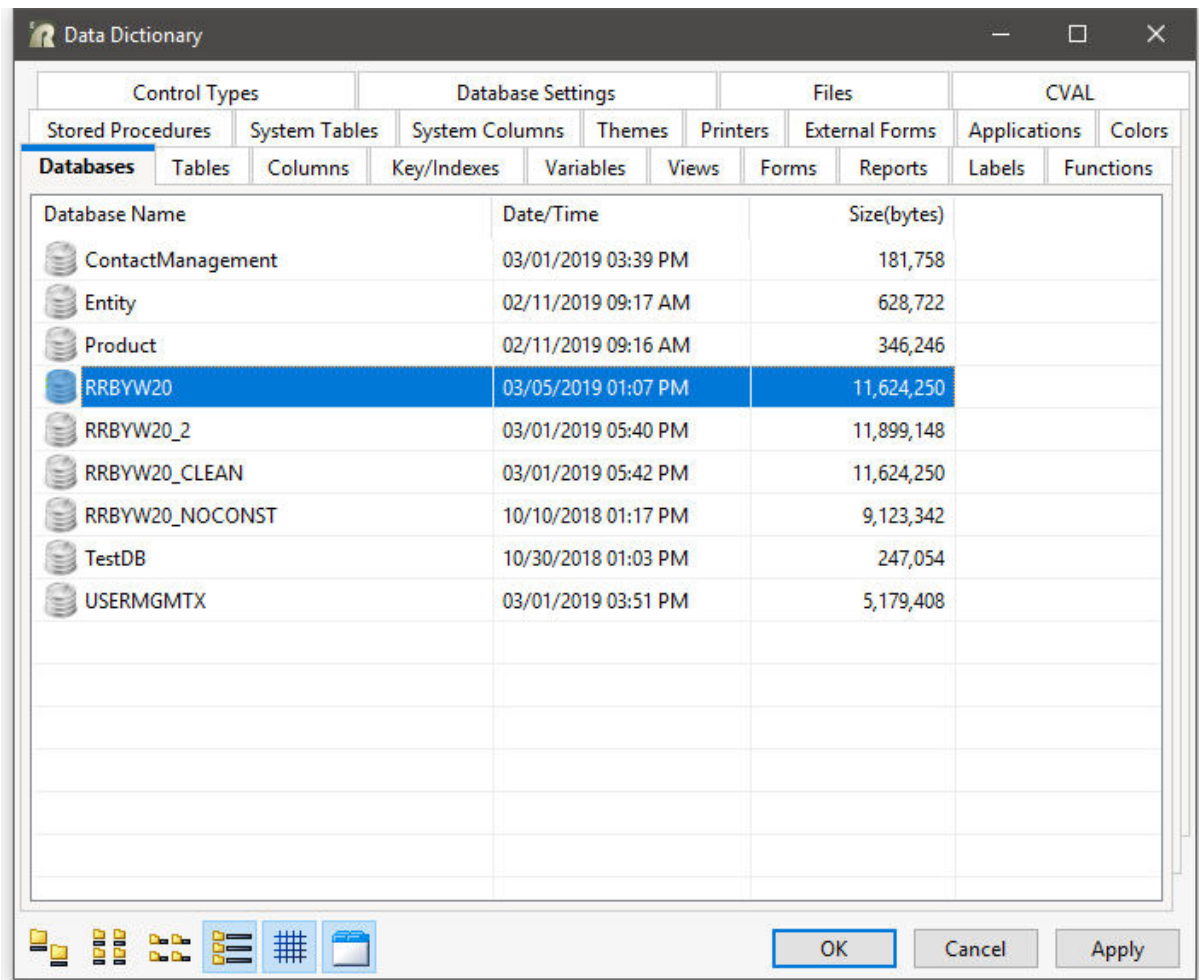 Data Dictionary
Control Types Database Settings Files CVAL
Stored Procedures System Tables System Columns Themes Printers External Forms Applications Colors
Databases Tables Columns Key/Indexes Variables Views Forms Reports Labels Functions
Database Name Date/Time Size(bytes)
ContactManagement 03/01/2019 03:39 PM 181,758
Entity 02/11/2019 09:17 AM 628,722
Product 02/11/2019 09:16 AM 346,246
RRBYW20 03/05/2019 01:07 PM 11,624,250
RRBYW20_2 03/01/2019 05:40 PM 11,899,148
RRBYW20_CLEAN 03/01/2019 05:42 PM 11,624,250
RRBYW20_NOCONST 10/10/2018 01:17 PM 9,123,342
TestDB 10/30/2018 01:03 PM 247,054
USERMGMTX 03/01/2019 03:51 PM 5,179,408
OK Cancel Apply